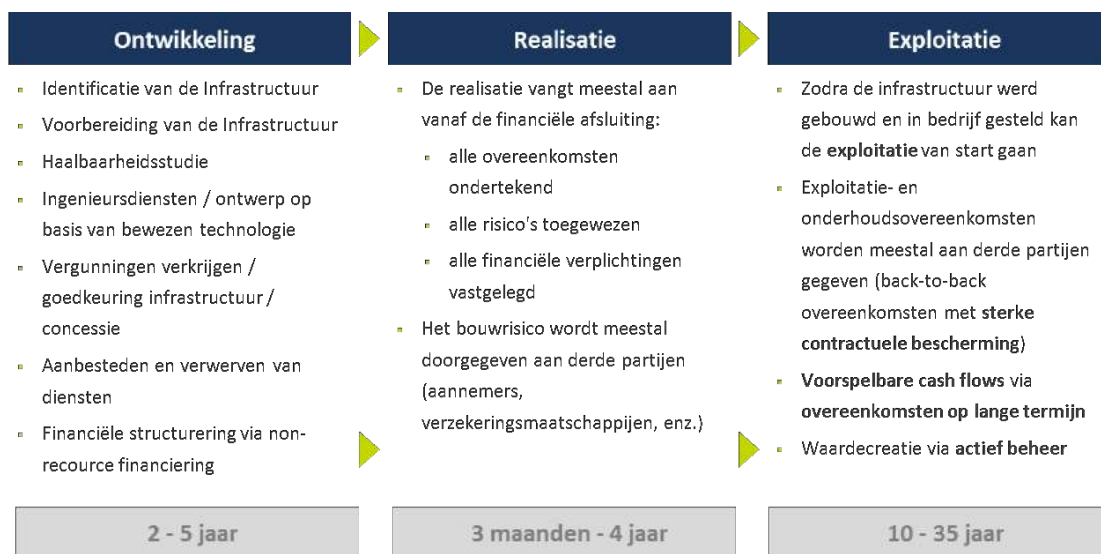 Ontwikkeling
Identificatie van de Infrastructuur
Voorbereiding van de Infrastructuur
Haalbaarheidsstudie
Ingenieursdiensten / ontwerp op
basis van bewezen technologie
Vergunningen verkrijgen /
goedkeuring infrastructuur /
concessie
Aanbesteden en verwerven van
diensten
Financiële structurering via non-
recource financiering
2 - 5 jaar
Realisatie
De realisatie vangt meestal aan
vanaf de financiële afsluiting:
alle overeenkomsten
ondertekend
alle risico's toegewezen
alle financiële verplichtingen
vastgelegd
Het bouwrisico wordt meestal
doorgegeven aan derde partijen
(aannemers,
verzekeringsmaatschappijen, enz.)
3 maanden - 4 jaar
Exploitatie
Zodra de infrastructuur werd
gebouwd en in bedrijf gesteld kan
de exploitatie van start gaan
Exploitatie- en
onderhoudsovereenkomsten
worden meestal aan derde partijen
gegeven (back-to-back
overeenkomsten met sterke
contractuele bescherming)
Voorspelbare cash flows via
overeenkomsten op lange termijn
Waardecreatie via actief beheer
10 - 35 jaar